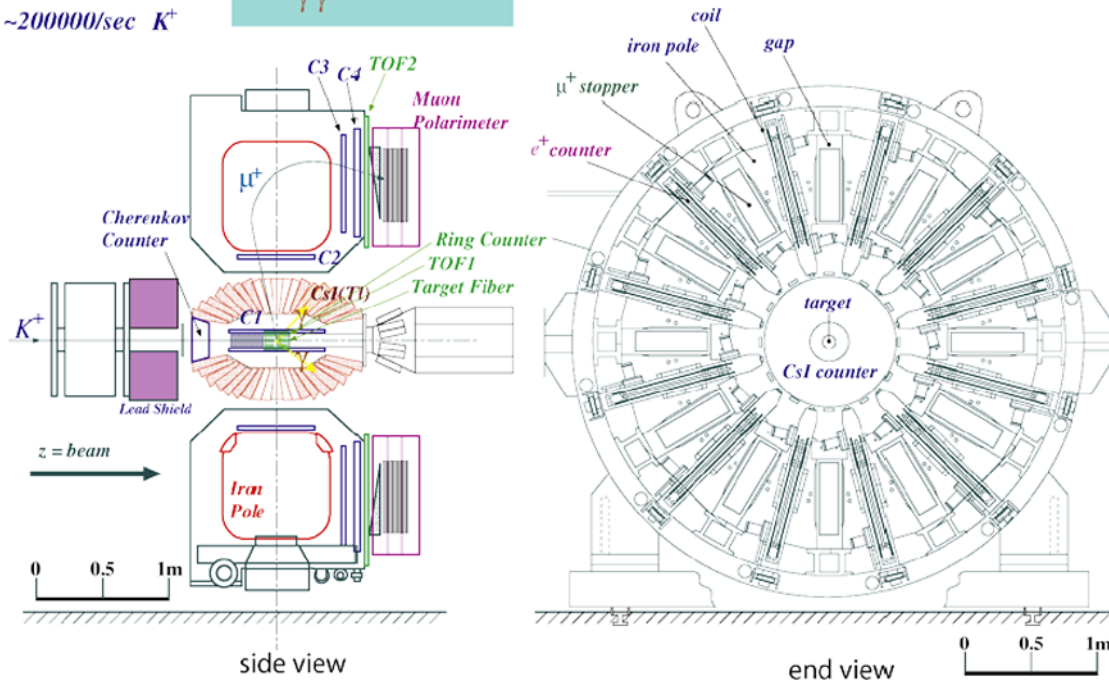 ~200000/sec K⁺
C3
C4
TOF2
Muon
Polarimeter
μ⁺
Cherenkov
Counter
C2
Ring Counter
TOF1
CsI(Tl)
Target Fiber
C1
K⁺
Lead Shield
z = beam
Iron
Pole
0 0.5 1m
side view
coil
iron pole
gap
μ⁺ stopper
e⁺ counter
target
CsI counter
0 0.5 1m
end view